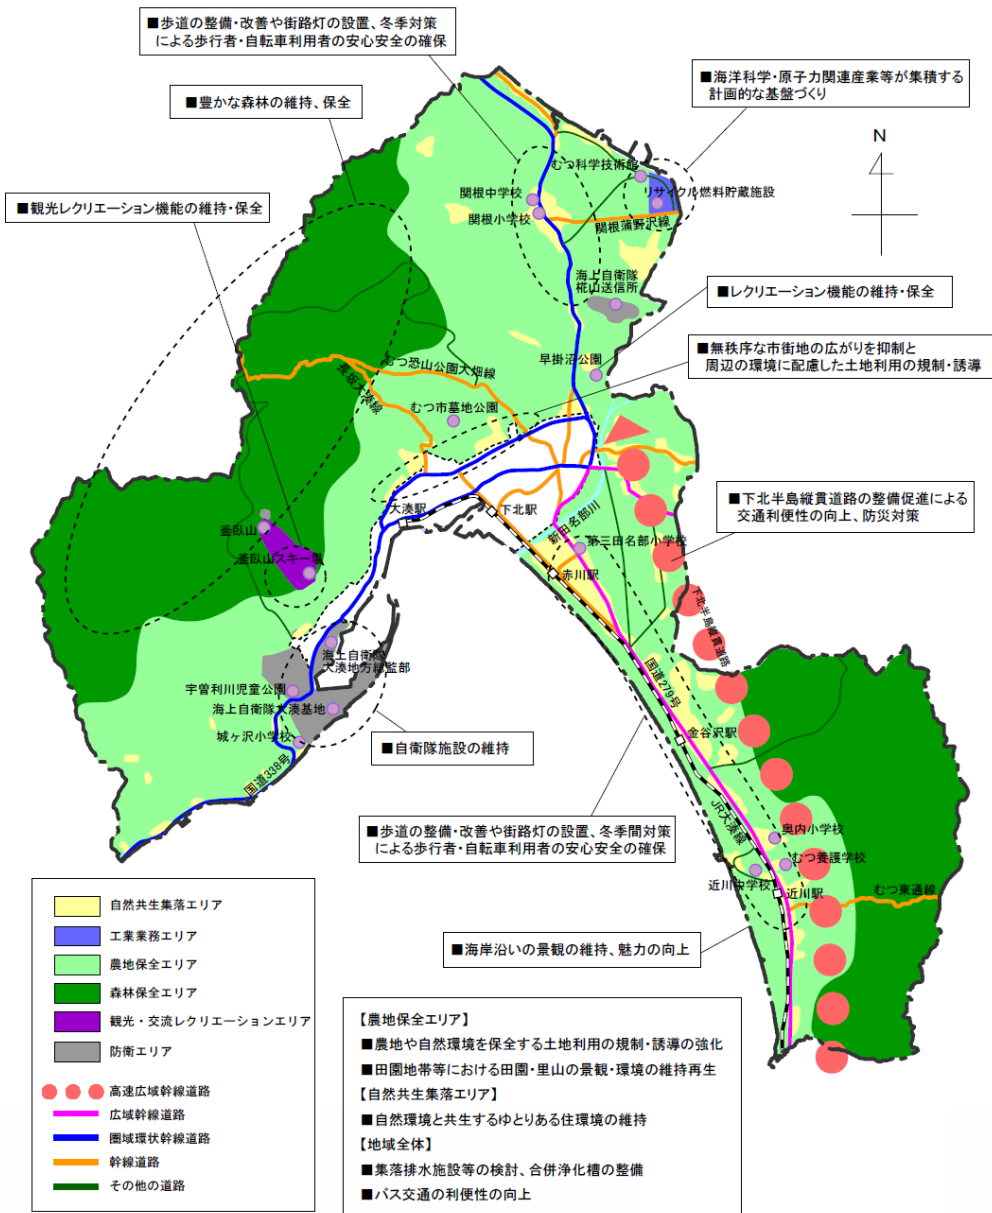 ■歩道の整備・改善や街路灯の設置、冬季対策
による歩行者・自転車利用者の安心安全の確保
■海洋科学・原子力関連産業等が集積する
計画的な基盤づくり
■豊かな森林の維持、保全
N
むつ科学技術館
リサイクル燃料貯蔵施設
関根中学校
関根小学校
■観光レクリエーション機能の維持・保全
関根蒲野沢線
海上自衛隊
椛山送信所
■レクリエーション機能の維持・保全
早掛沼公園
■無秩序な市街地の広がりを抑制と
周辺の環境に配慮した土地利用の規制・誘導
むつ恐山公園大畑線
長坂大湊線
むつ市墓地公園
■下北半島縦貫道路の整備促進による
交通利便性の向上、防災対策
大湊駅
下北駅
新田名部川
釜臥山
第三田名部小学校
釜臥山スキー場
赤川駅
下北半島縦貫道路
海上自衛隊
大湊地方総監部
国道279号
宇曽利川児童公園
海上自衛隊大湊基地
城ヶ沢小学校
金谷沢駅
■自衛隊施設の維持
国道338号
JR大湊線
■歩道の整備・改善や街路灯の設置、冬季間対策
による歩行者・自転車利用者の安心安全の確保
奥内小学校
むつ養護学校
近川中学校
近川駅
むつ東通線
■海岸沿いの景観の維持、魅力の向上
自然共生集落エリア
工業業務エリア
農地保全エリア
森林保全エリア
観光・交流レクリエーションエリア
防衛エリア
高速広域幹線道路
広域幹線道路
圏域環状幹線道路
幹線道路
その他の道路
【農地保全エリア】
■農地や自然環境を保全する土地利用の規制・誘導の強化
■田園地帯等における田園・里山の景観・環境の維持再生
【自然共生集落エリア】
■自然環境と共生するゆとりある住環境の維持
【地域全体】
■集落排水施設等の検討、合併浄化槽の整備
■バス交通の利便性の向上